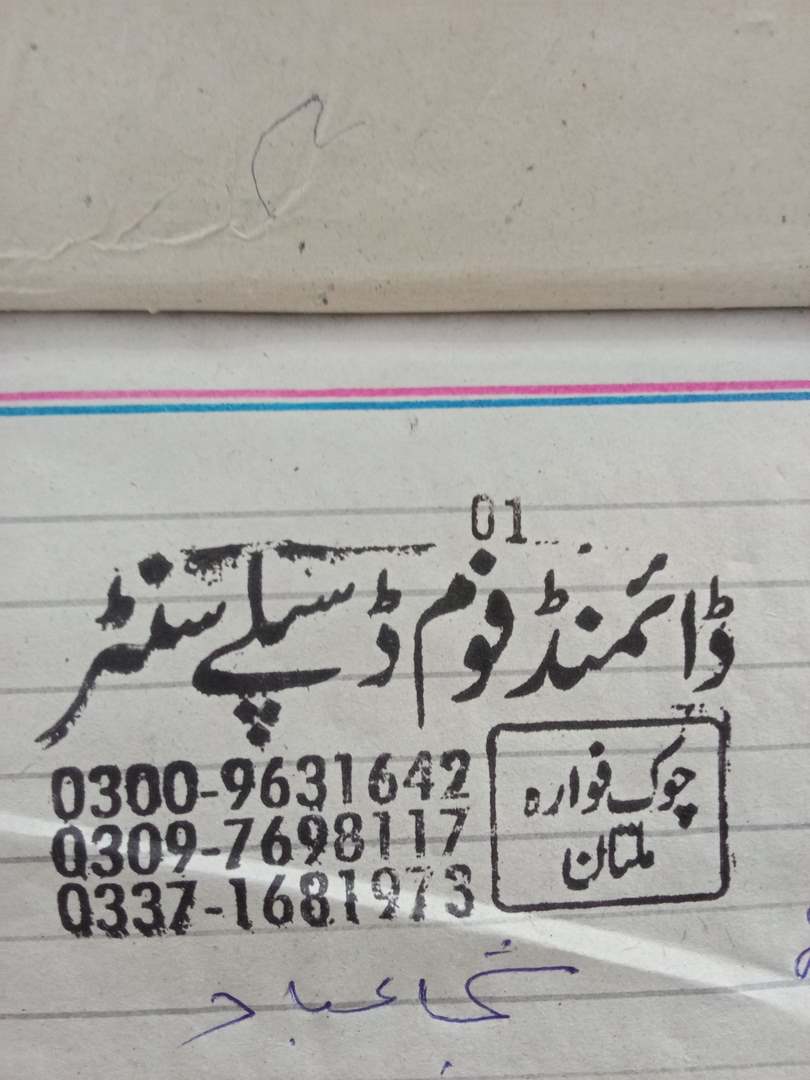 01
ڈائمنڈ فوم ڈسپلے سنٹر
چوک فوارہ
ملتان
0300-9631642
0309-7698117
0337-1681973